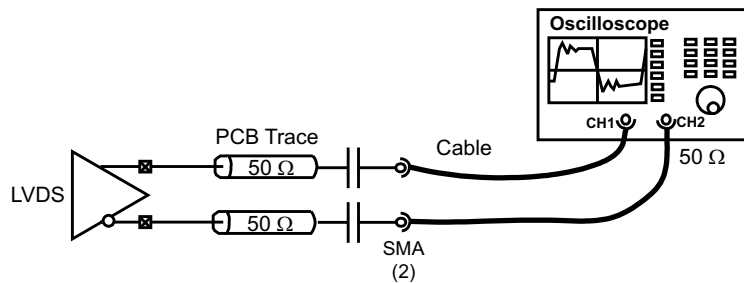 Oscilloscope
CH1
CH2
PCB Trace
Cable
50 Ω
50 Ω
LVDS
50 Ω
SMA
(2)